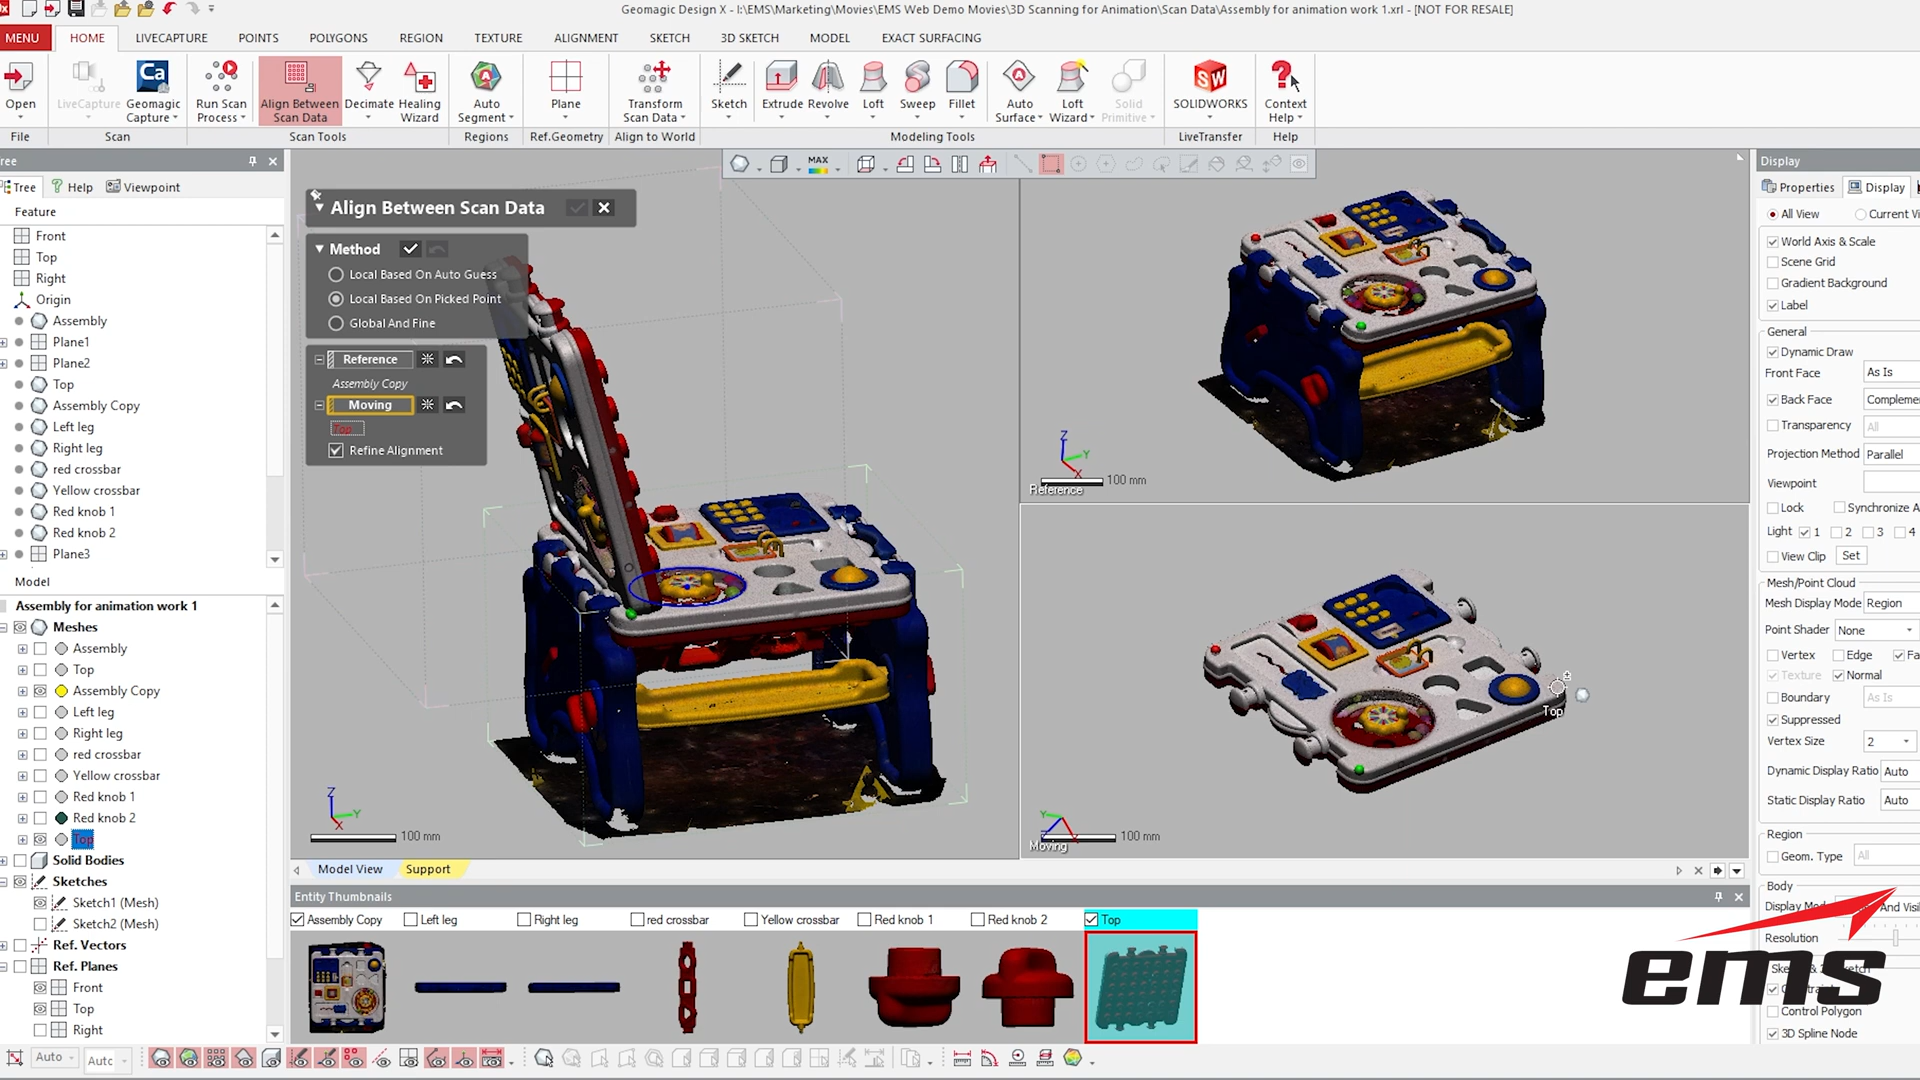 Geomagic Design X - I:\EMS\Marketing\Movies\EMS Web Demo Movies\3D Scanning for Animation\Scan Data\Assembly for animation work 1.xrl - [NOT FOR RESALE]
MENU HOME LIVECAPTURE POINTS POLYGONS REGION TEXTURE ALIGNMENT SKETCH 3D SKETCH MODEL EXACT SURFACING
Open LiveCapture Geomagic Capture Run Scan Process Align Between Scan Data Decimate Healing Wizard Auto Segment Plane Transform Scan Data Sketch Extrude Revolve Loft Sweep Fillet Auto Surface Loft Wizard Solid Primitive SOLIDWORKS Context Help
File Scan Scan Tools Regions Ref.Geometry Align to World Modeling Tools LiveTransfer Help
ree
Tree Help Viewpoint
Feature
Front
Top
Right
Origin
Assembly
Plane1
Plane2
Top
Assembly Copy
Left leg
Right leg
red crossbar
Yellow crossbar
Red knob 1
Red knob 2
Plane3
Model
Assembly for animation work 1
Meshes
Assembly
Top
Assembly Copy
Left leg
Right leg
red crossbar
Yellow crossbar
Red knob 1
Red knob 2
Top
Solid Bodies
Sketches
Sketch1 (Mesh)
Sketch2 (Mesh)
Ref. Vectors
Ref. Planes
Front
Top
Right
MAX
Align Between Scan Data
Method
Local Based On Auto Guess
Local Based On Picked Point
Global And Fine
Reference
Assembly Copy
Moving
Top
Refine Alignment
Z
Y
X
100 mm
Z
Y
X
100 mm
Reference
Top
Y
Z
100 mm
Moving
Model View Support
Entity Thumbnails
Assembly Copy Left leg Right leg red crossbar Yellow crossbar Red knob 1 Red knob 2 Top
Display
Properties Display
All View Current Vi
World Axis & Scale
Scene Grid
Gradient Background
Label
General
Dynamic Draw
Front Face As Is
Back Face Compleme
Transparency All
Projection Method Parallel
Viewpoint
Lock Synchronize A
Light 1 2 3 4
View Clip Set
Mesh/Point Cloud
Mesh Display Mode Region
Point Shader None
Vertex Edge Fa
Texture Normal
Boundary As Is
Suppressed
Vertex Size 2
Dynamic Display Ratio Auto
Static Display Ratio Auto
Region
Geom. Type All
Body
Display Mo And Visi
Resolution
Control Polygon
3D Spline Node
ems
Auto Autc